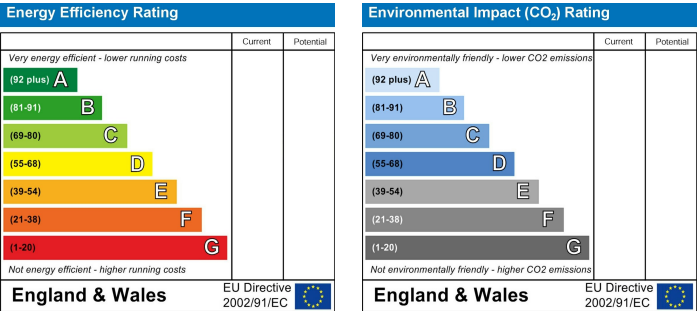 Energy Efficiency Rating
Current Potential
Very energy efficient - lower running costs
(92 plus) A
(81-91) B
(69-80) C
(55-68) D
(39-54) E
(21-38) F
(1-20) G
Not energy efficient - higher running costs
England & Wales
EU Directive
2002/91/EC
Environmental Impact (CO₂) Rating
Current Potential
Very environmentally friendly - lower CO2 emissions
(92 plus) A
(81-91) B
(69-80) C
(55-68) D
(39-54) E
(21-38) F
(1-20) G
Not environmentally friendly - higher CO2 emissions
England & Wales
EU Directive
2002/91/EC